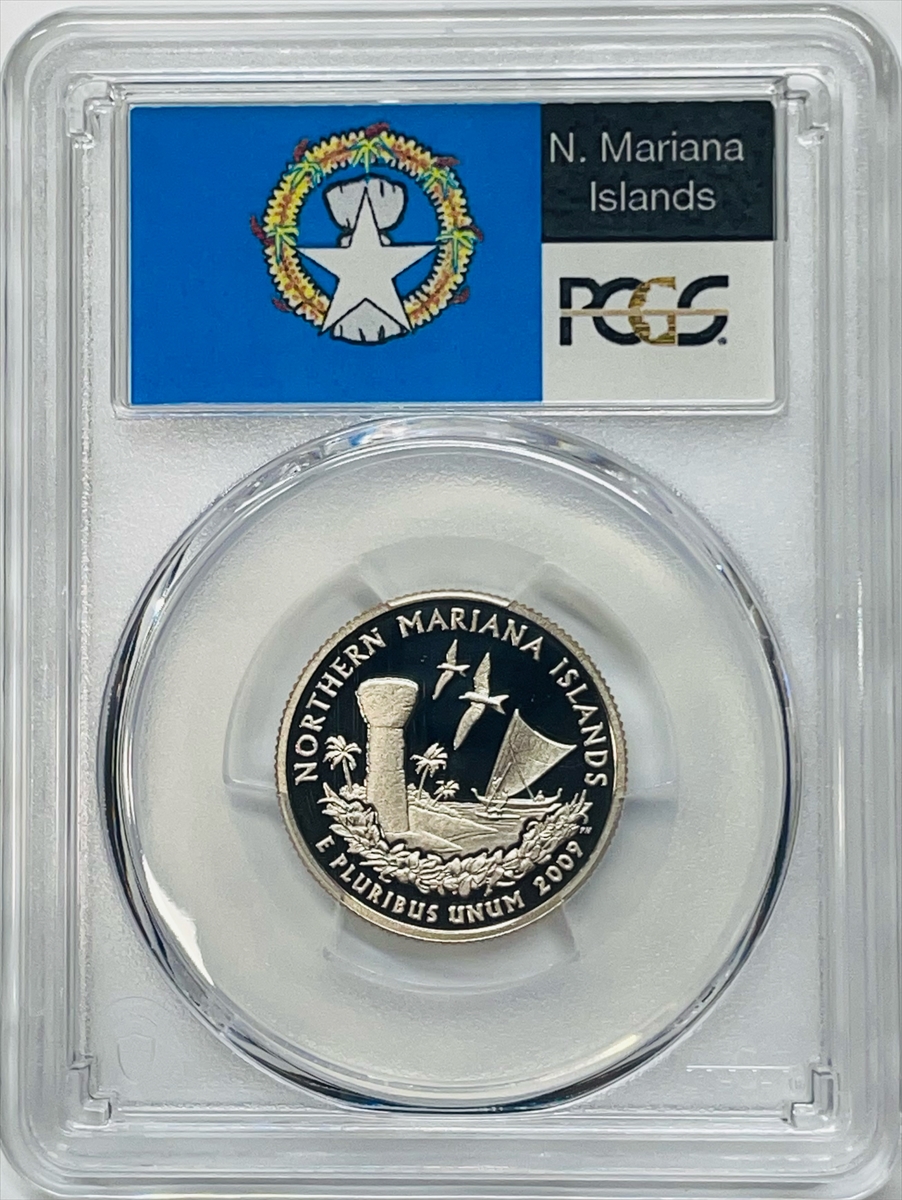 N. Mariana
Islands
PCGS
NORTHERN MARIANA ISLANDS
E PLURIBUS UNUM 2009